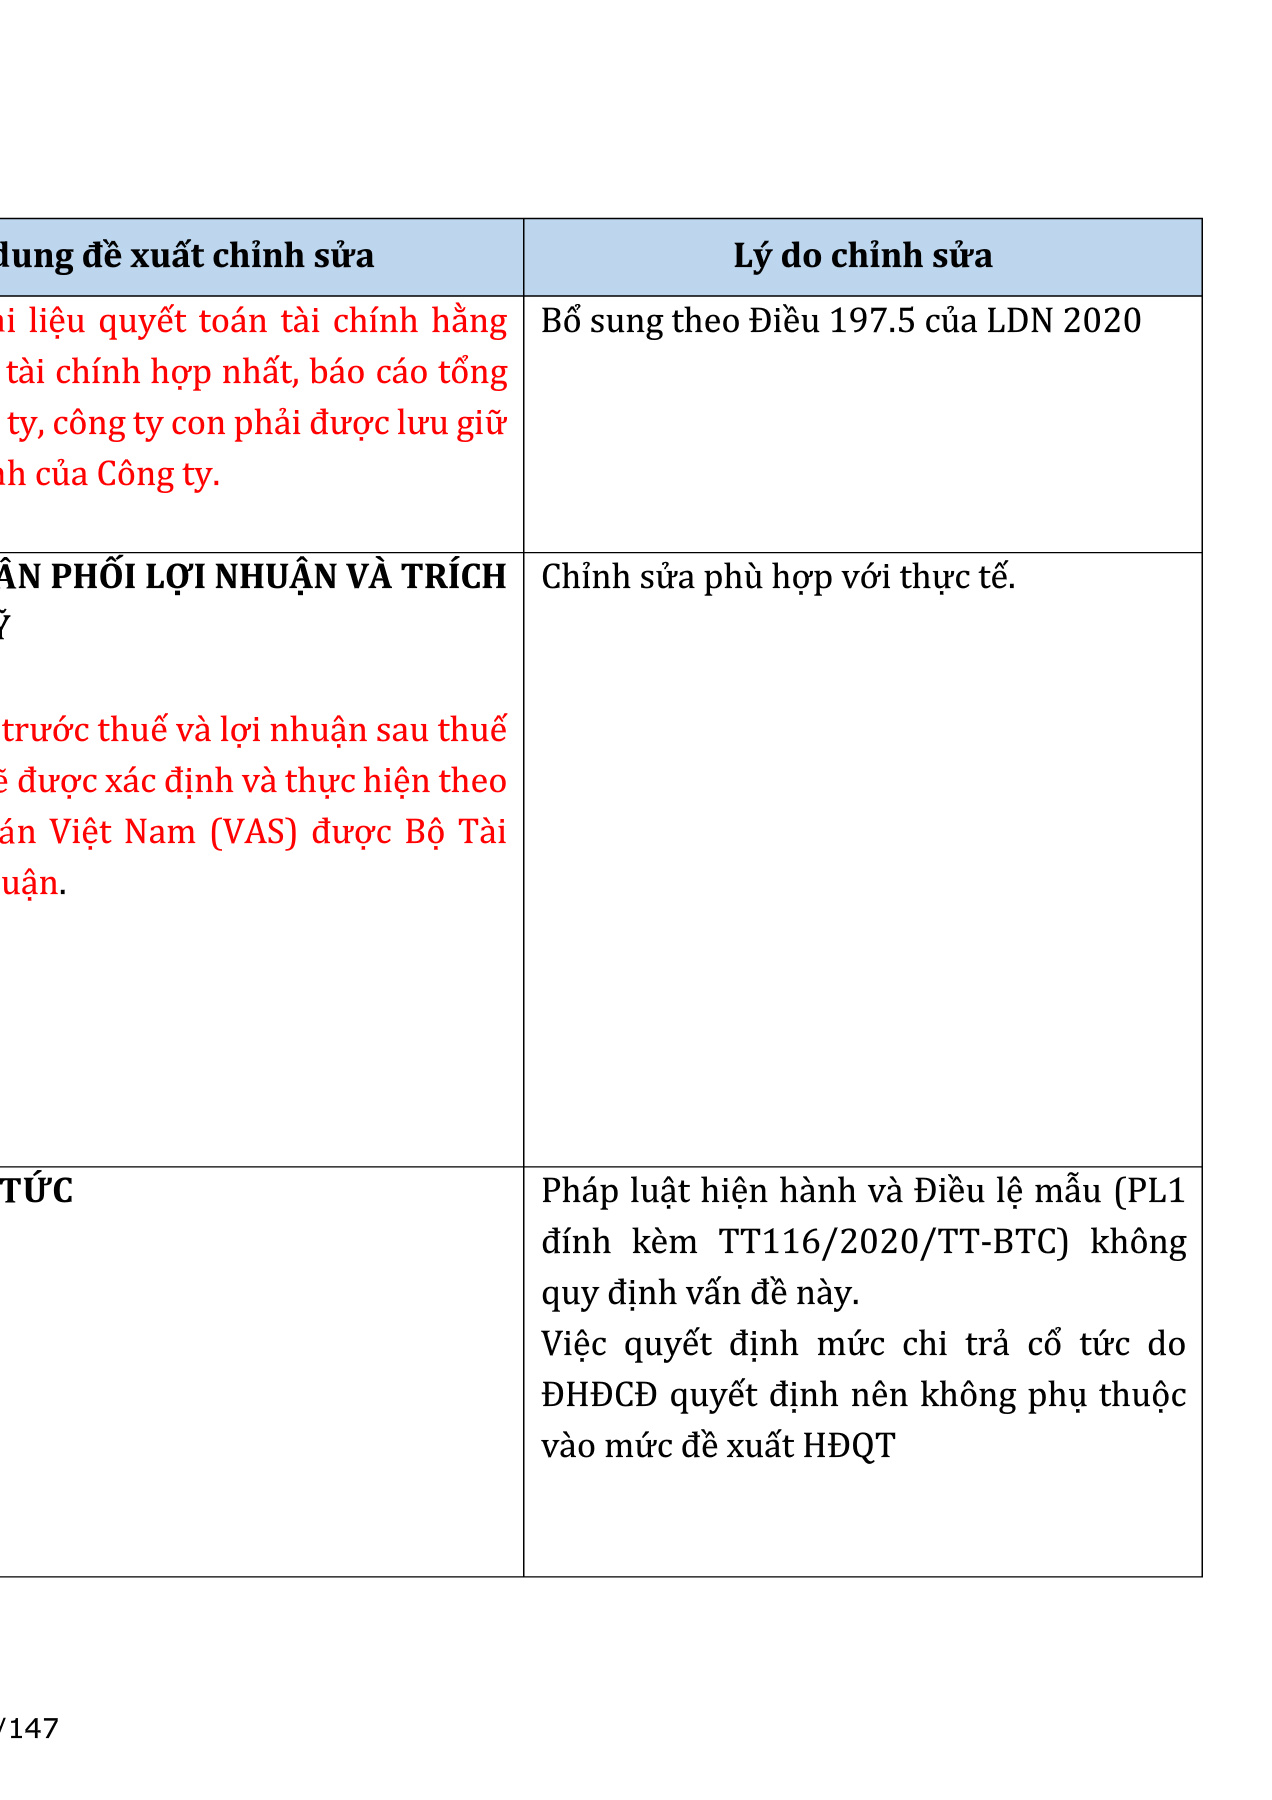 dung đề xuất chỉnh sửa
Lý do chỉnh sửa
liệu quyết toán tài chính hằng
tài chính hợp nhất, báo cáo tổng
ty, công ty con phải được lưu giữ
của Công ty.
Bổ sung theo Điều 197.5 của LDN 2020
PHỐI LỢI NHUẬN VÀ TRÍCH
trước thuế và lợi nhuận sau thuế
được xác định và thực hiện theo
Việt Nam (VAS) được Bộ Tài
Chỉnh sửa phù hợp với thực tế.
TỨC
Pháp luật hiện hành và Điều lệ mẫu (PL1
đính kèm TT116/2020/TT-BTC) không
quy định vấn đề này.
Việc quyết định mức chi trả cổ tức do
ĐHĐCĐ quyết định nên không phụ thuộc
vào mức đề xuất HĐQT
/147